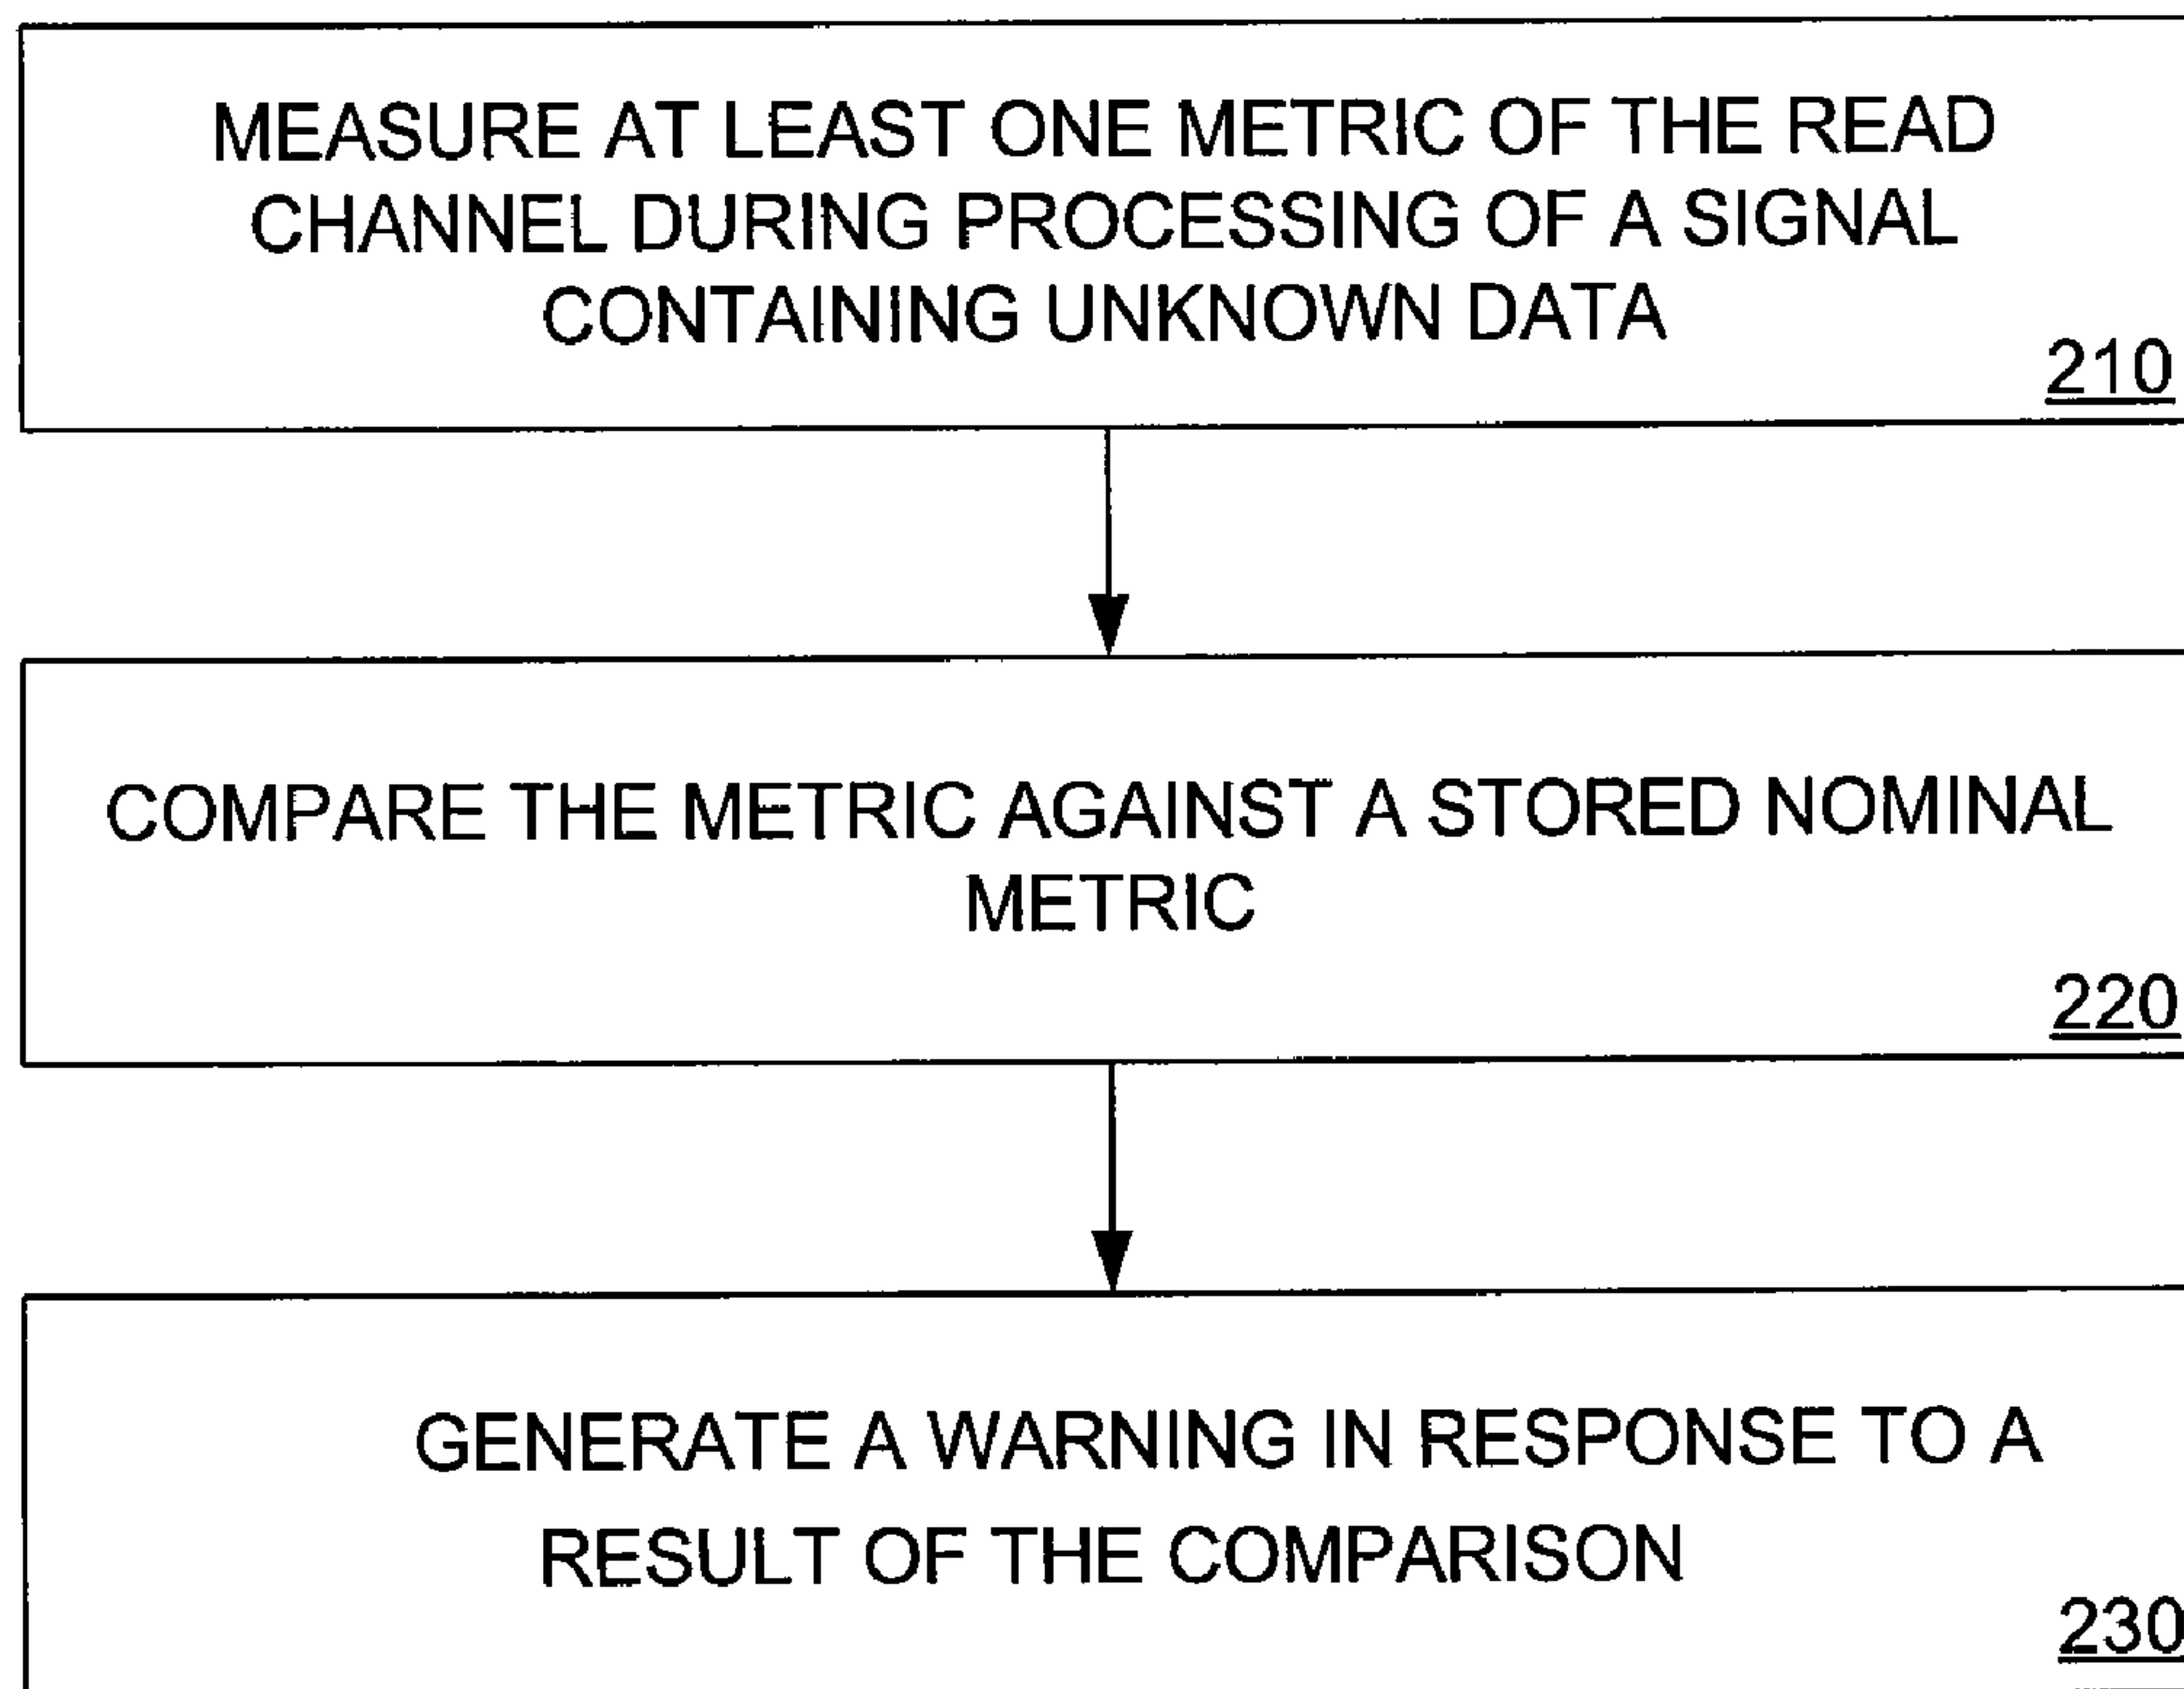 MEASURE AT LEAST ONE METRIC OF THE READ
CHANNEL DURING PROCESSING OF A SIGNAL
CONTAINING UNKNOWN DATA
210
COMPARE THE METRIC AGAINST A STORED NOMINAL
METRIC
220
GENERATE A WARNING IN RESPONSE TO A
RESULT OF THE COMPARISON
230